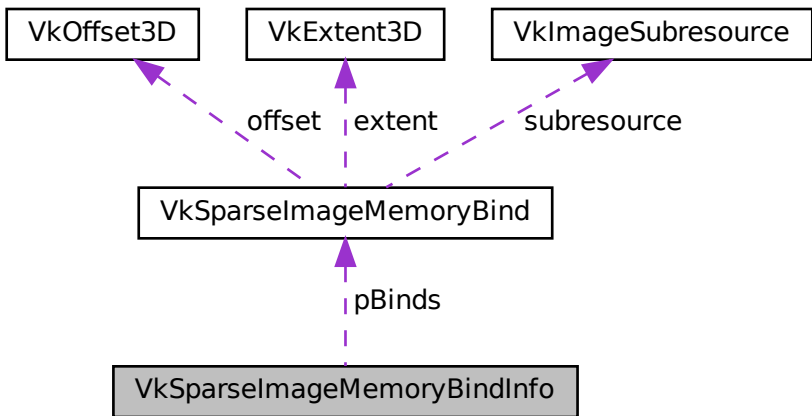 VkOffset3D
VkExtent3D
VkImageSubresource
offset
extent
subresource
VkSparseImageMemoryBind
pBinds
VkSparseImageMemoryBindInfo